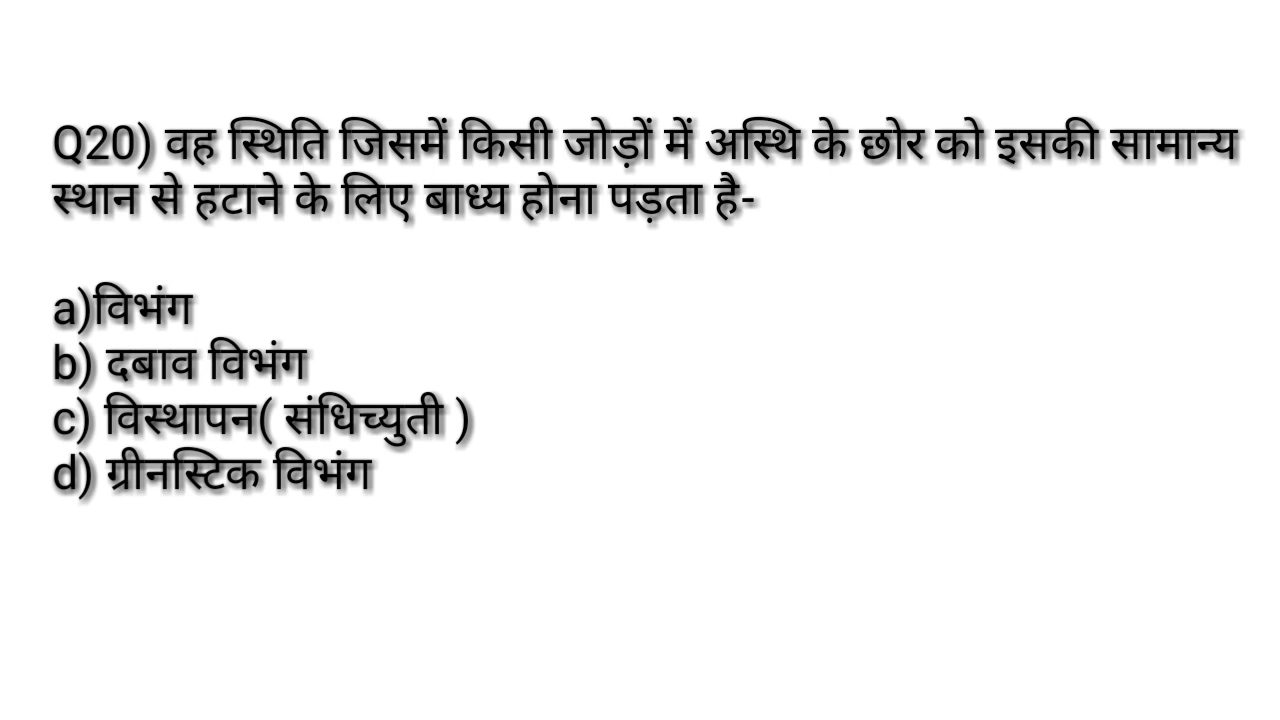 Q20) वह स्थिति जिसमें किसी जोड़ों में अस्थि के छोर को इसकी सामान्य
स्थान से हटाने के लिए बाध्य होना पड़ता है-
a)विभंग
b) दबाव विभंग
c) विस्थापन( संधिच्युती )
d) ग्रीनस्टिक विभंग